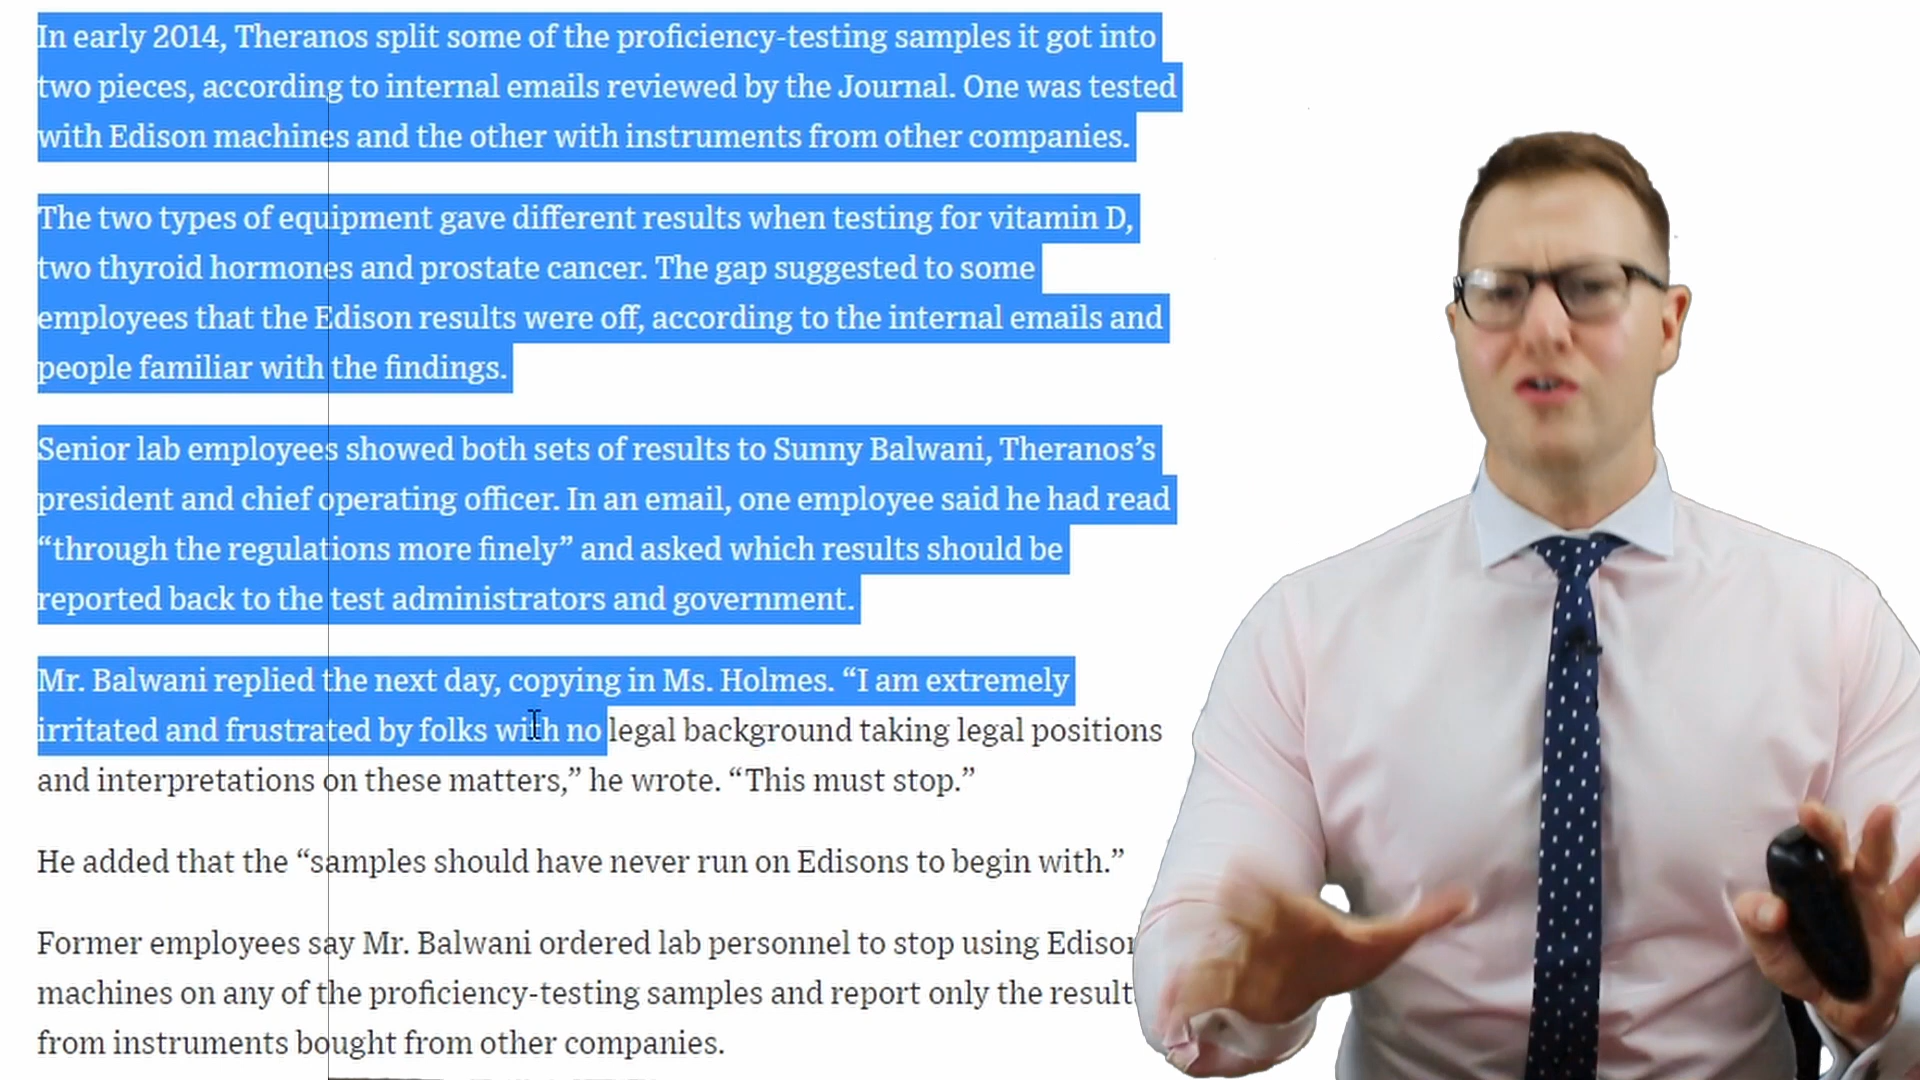 In early 2014, Theranos split some of the proficiency-testing samples it got into
two pieces, according to internal emails reviewed by the Journal. One was tested
with Edison machines and the other with instruments from other companies.
The two types of equipment gave different results when testing for vitamin D,
two thyroid hormones and prostate cancer. The gap suggested to some
employees that the Edison results were off, according to the internal emails and
people familiar with the findings.
Senior lab employees showed both sets of results to Sunny Balwani, Theranos’s
president and chief operating officer. In an email, one employee said he had read
“through the regulations more finely” and asked which results should be
reported back to the test administrators and government.
Mr. Balwani replied the next day, copying in Ms. Holmes. “I am extremely
irritated and frustrated by folks with no legal background taking legal positions
and interpretations on these matters,” he wrote. “This must stop.”
He added that the “samples should have never run on Edisons to begin with.”
Former employees say Mr. Balwani ordered lab personnel to stop using Edison
machines on any of the proficiency-testing samples and report only the result
from instruments bought from other companies.